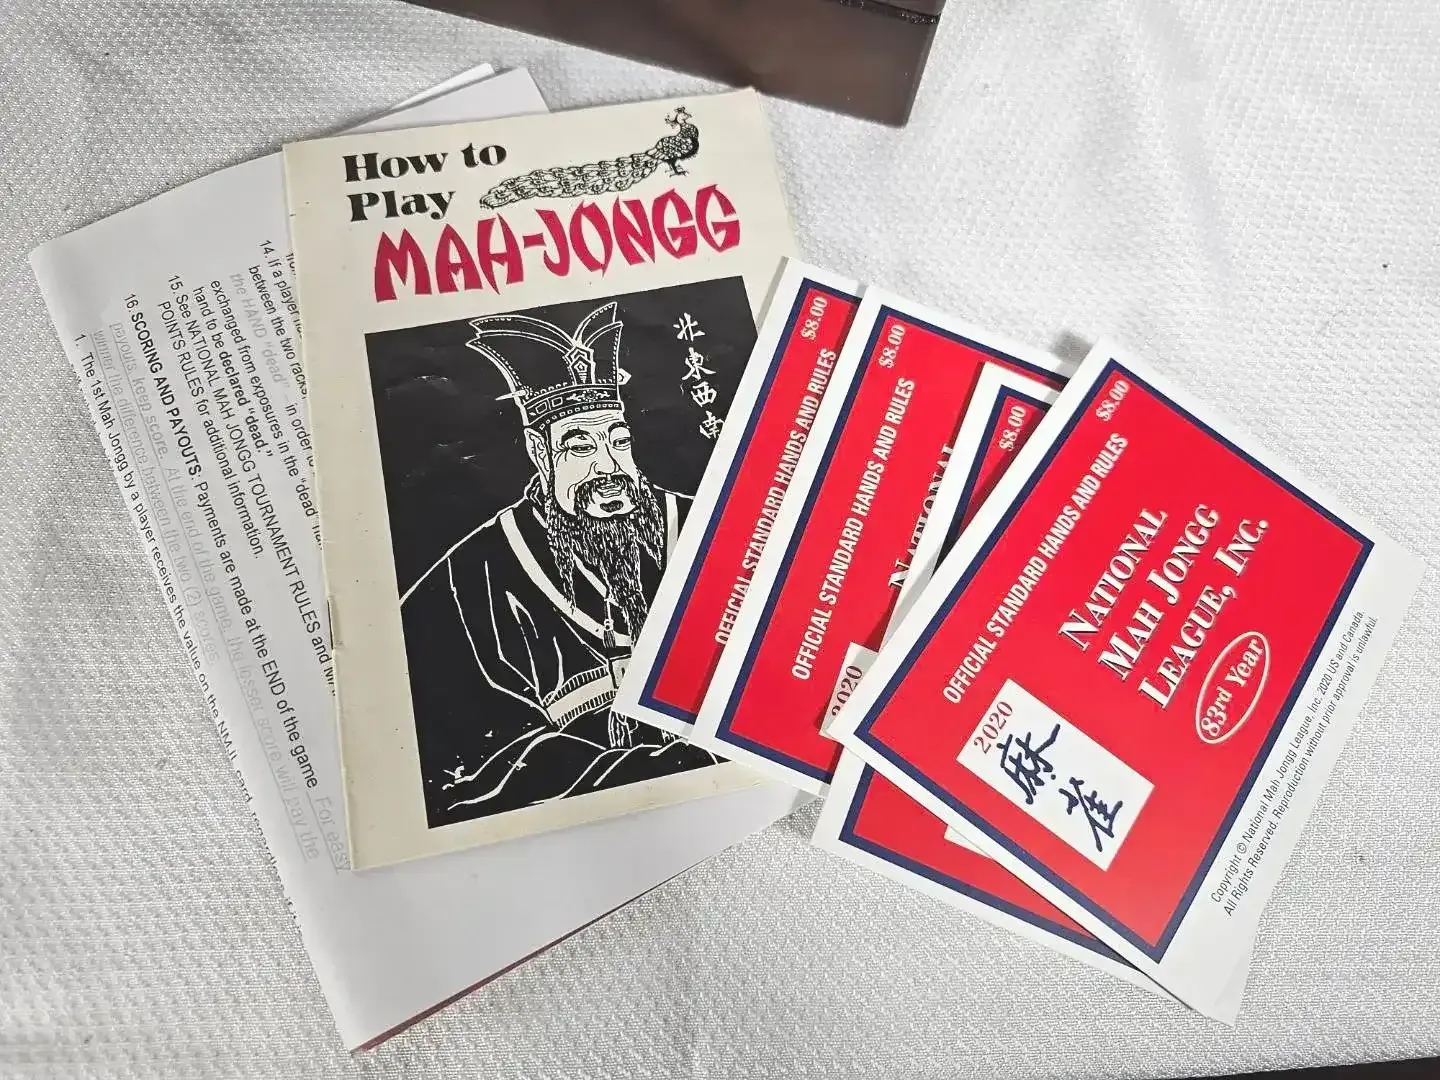 How to
Play
MAH-JONGG
北
東
西
南
14. If a player
between the two racks
the HAND "dead" - in order to
exchanged from exposures in the "dead"
hand to be declared "dead."
15. See NATIONAL MAH JONGG TOURNAMENT RULES and
POINTS RULES for additional information.
16. SCORING AND PAYOUTS: Payments are made at the END of the game For easy
payouts, keep score. At the end of the game, the lesser score will pay the
winner the difference between the two (2) scores.
1. The 1st Mah Jongg by a player receives the value on the NMJL card
$8.00
OFFICIAL STANDARD HANDS AND RULES
$8.00
OFFICIAL STANDARD HANDS AND RULES
NATIONAL
2020
$8.00
$8.00
OFFICIAL STANDARD HANDS AND RULES
NATIONAL
MAH JONGG
LEAGUE, INC.
83rd Year
2020
麻雀
Copyright © National Mah Jongg League, Inc. 2020 US and Canada.
All Rights Reserved. Reproduction without prior approval is unlawful.